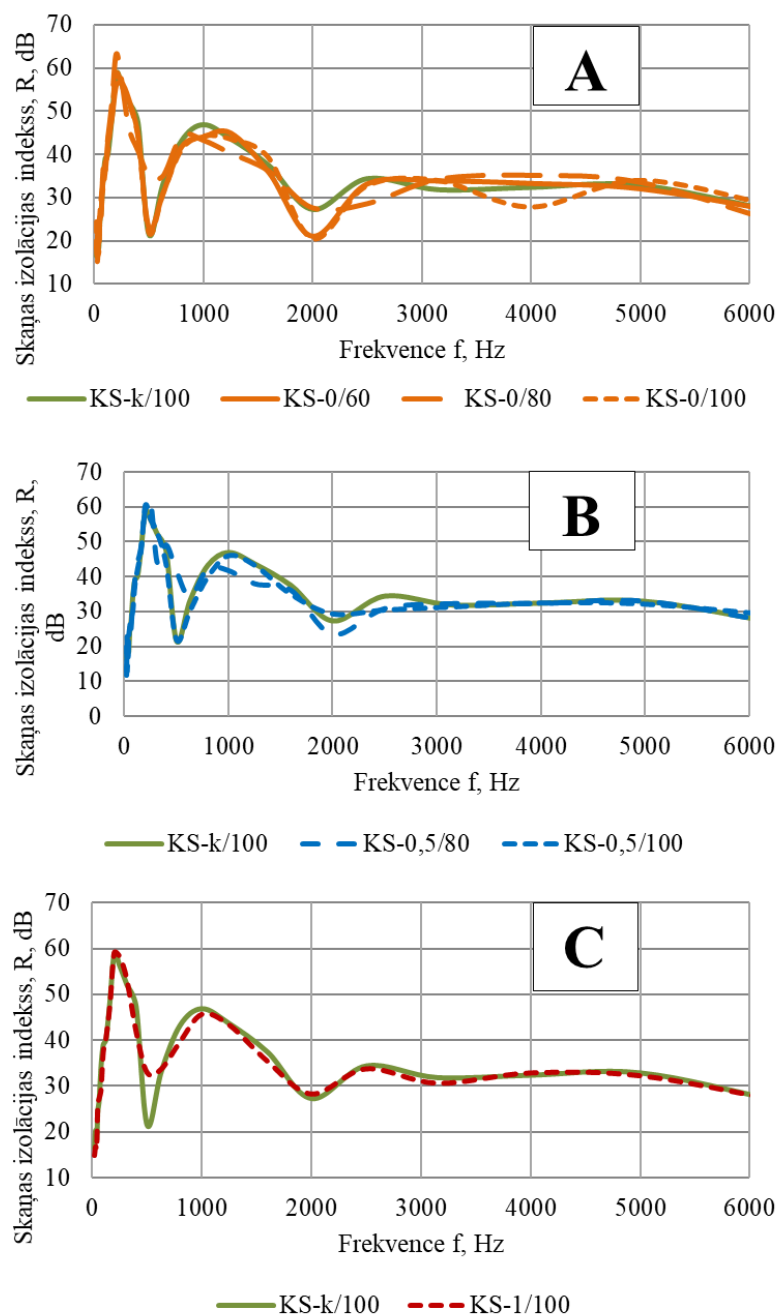 Skaņas izolācijas indekss, R, dB
70
60
50
40
30
20
10
A
0 1000 2000 3000 4000 5000 6000
Frekvence f, Hz
KS-k/100 KS-0/60 KS-0/80 KS-0/100
Skaņas izolācijas indekss, R,
dB
70
60
50
40
30
20
10
0
B
0 1000 2000 3000 4000 5000 6000
Frekvence f, Hz
KS-k/100 KS-0,5/80 KS-0,5/100
Skaņas izolācijas indekss, R, dB
70
60
50
40
30
20
10
C
0 1000 2000 3000 4000 5000 6000
Frekvence f, Hz
KS-k/100 KS-1/100